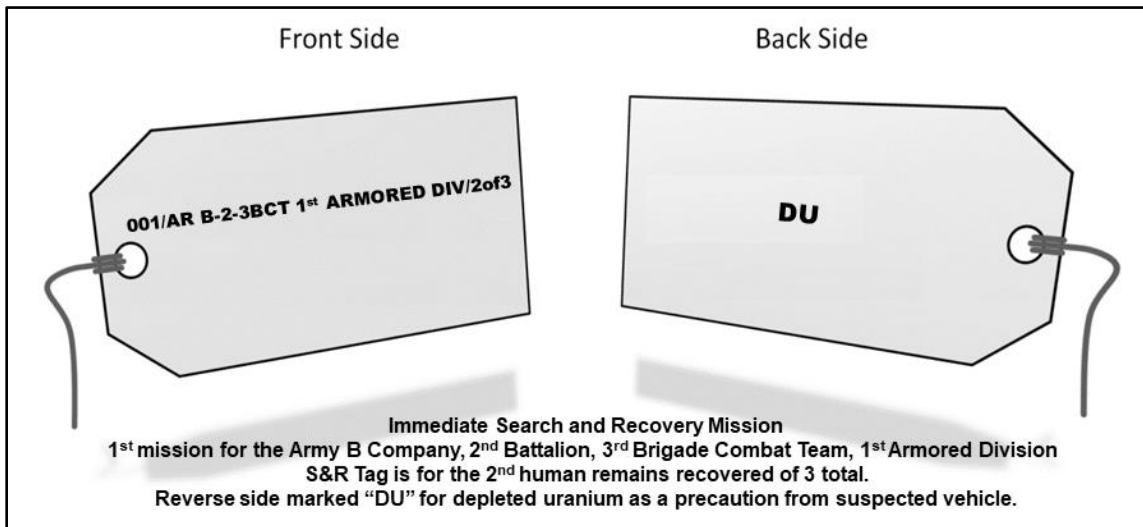 Front Side
Back Side
001/AR B-2-3BCT 1st ARMORED DIV/2of3
DU
Immediate Search and Recovery Mission
1st mission for the Army B Company, 2nd Battalion, 3rd Brigade Combat Team, 1st Armored Division
S&R Tag is for the 2nd human remains recovered of 3 total.
Reverse side marked “DU” for depleted uranium as a precaution from suspected vehicle.